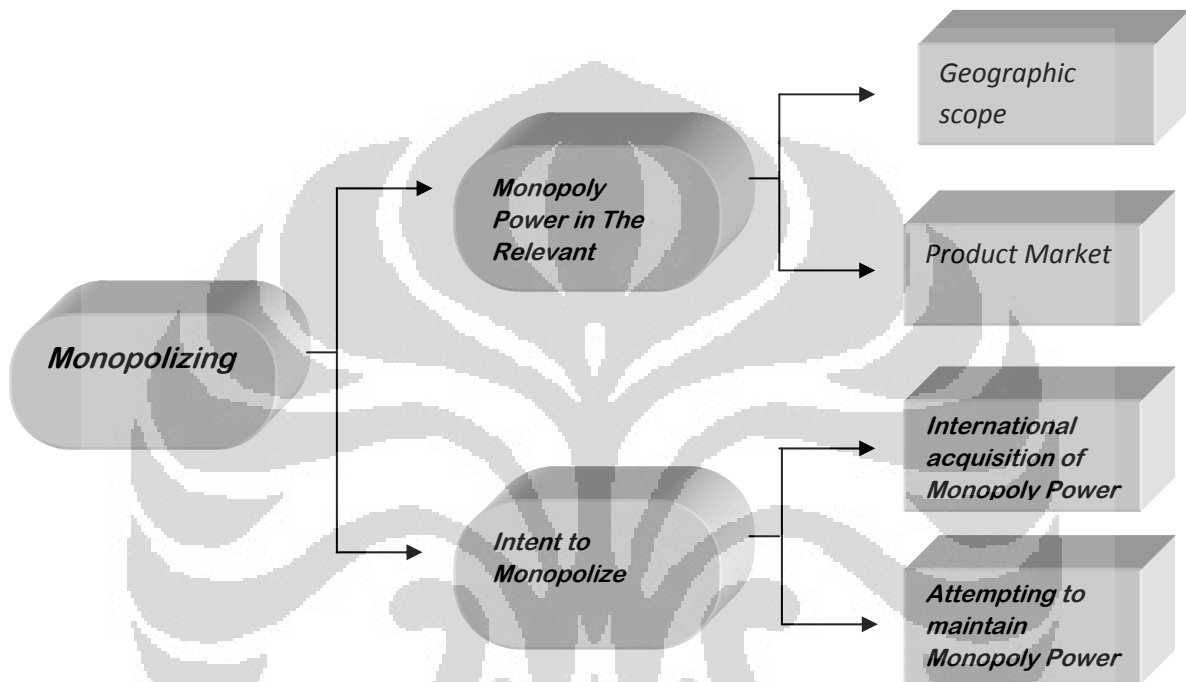 Geographic
scope
Monopoly
Power in The
Relevant
Product Market
Monopolizing
International
acquisition of
Monopoly Power
Intent to
Monopolize
Attempting to
maintain
Monopoly Power